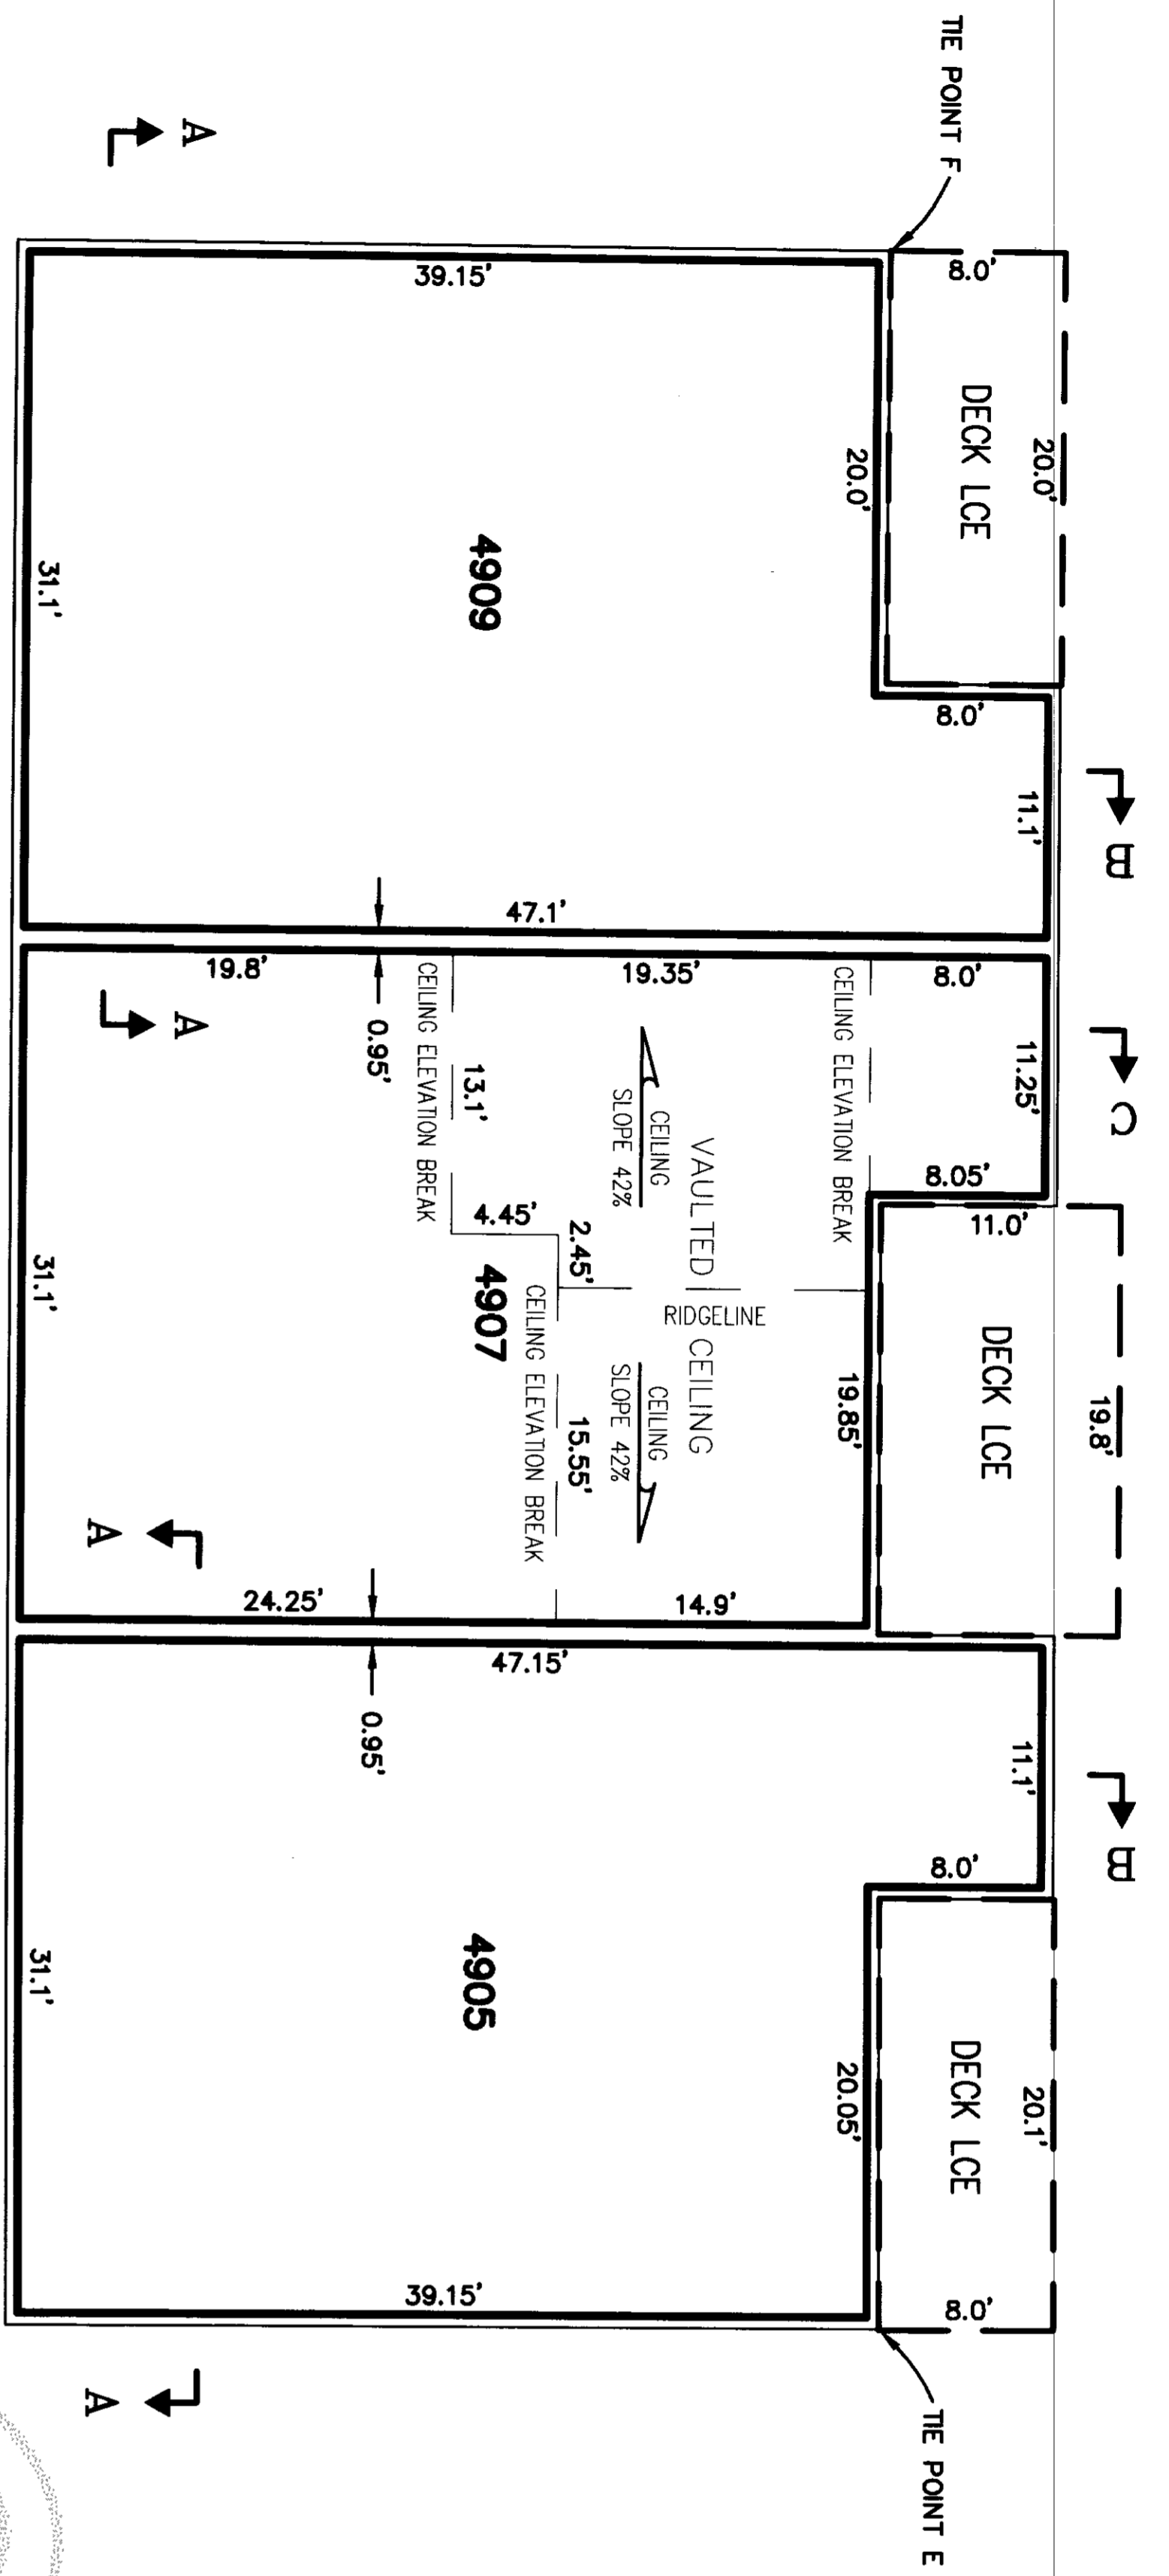 TIE POINT F
A
8.0'
20.0'
DECK LCE
39.15'
20.0'
4909
31.1'
8.0'
11.1'
B
47.1'
19.8'
19.35'
8.0'
0.95'
A
CEILING ELEVATION BREAK
13.1'
CEILING ELEVATION BREAK
11.25'
C
CEILING
SLOPE 42%
VAULTED CEILING
8.05'
11.0'
4.45'
2.45'
RIDGELINE
4907
31.1'
CEILING ELEVATION BREAK
15.55'
CEILING
SLOPE 42%
19.85'
DECK LCE
19.8'
A
24.25'
14.9'
47.15'
0.95'
11.1'
B
8.0'
4905
31.1'
20.05'
DECK LCE
20.1'
39.15'
8.0'
A
TIE POINT E